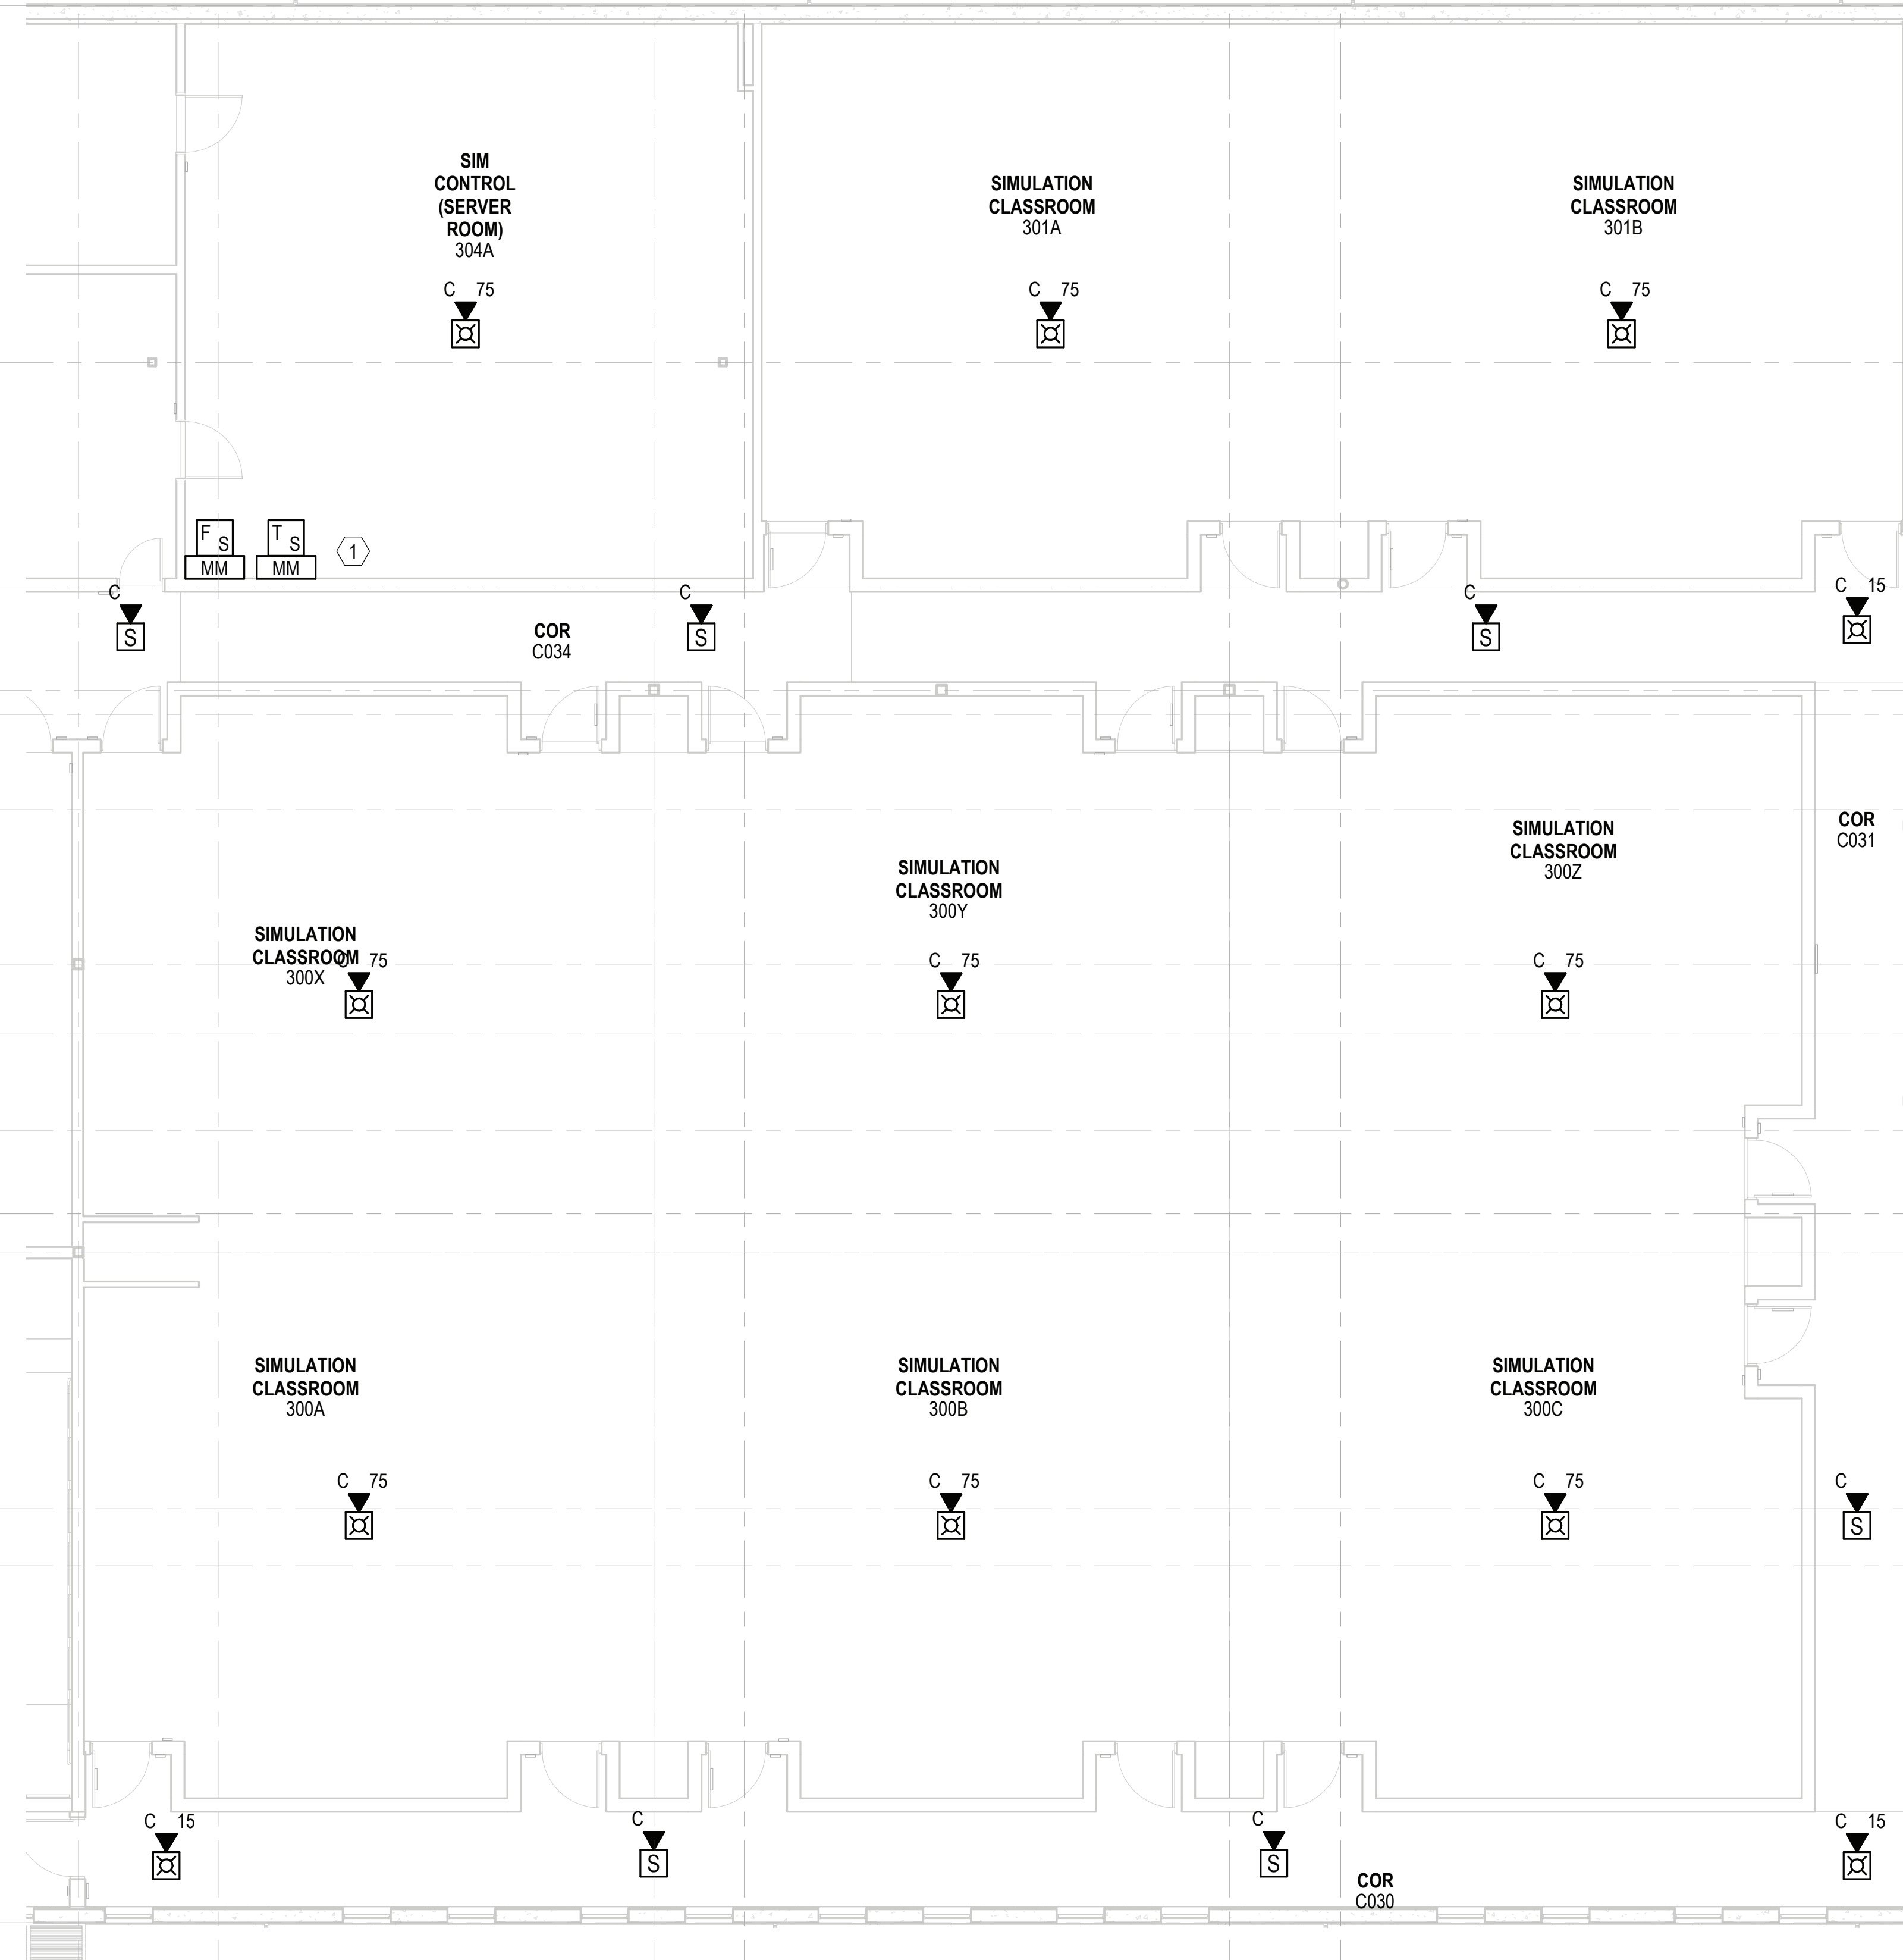 SIM
CONTROL
(SERVER
ROOM)
304A
SIMULATION
CLASSROOM
301A
SIMULATION
CLASSROOM
301B
C 75
C 75
C 75
F S
MM
T S
MM
1
C
S
C
S
C
S
C 15
COR
C034
COR
C031
SIMULATION
CLASSROOM
300Z
SIMULATION
CLASSROOM
300Y
SIMULATION
CLASSROOM
300X
C 75
C 75
C 75
SIMULATION
CLASSROOM
300A
SIMULATION
CLASSROOM
300B
SIMULATION
CLASSROOM
300C
C 75
C 75
C 75
C
S
C 15
C
S
C
S
C 15
COR
C030